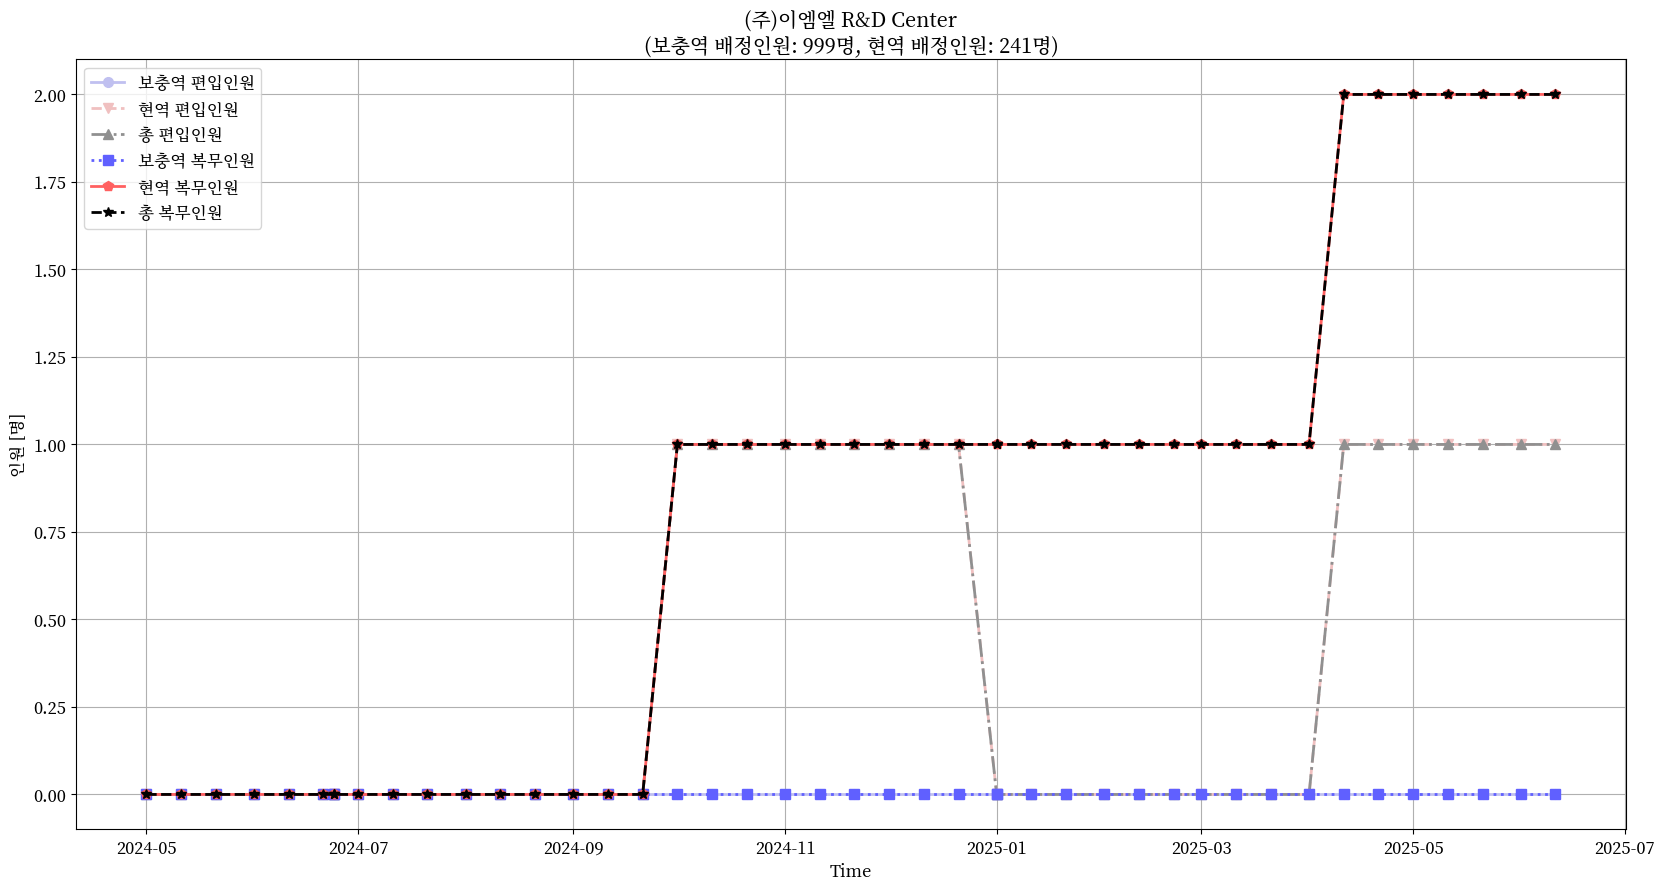 (주)이엠엘 R&D Center
(보충역 배정인원: 999명, 현역 배정인원: 241명)
보충역 편입인원
현역 편입인원
총 편입인원
보충역 복무인원
현역 복무인원
총 복무인원
2.00
1.75
1.50
1.25
1.00
0.75
0.50
0.25
0.00
인원 [명]
2024-05 2024-07 2024-09 2024-11 2025-01 2025-03 2025-05 2025-07
Time